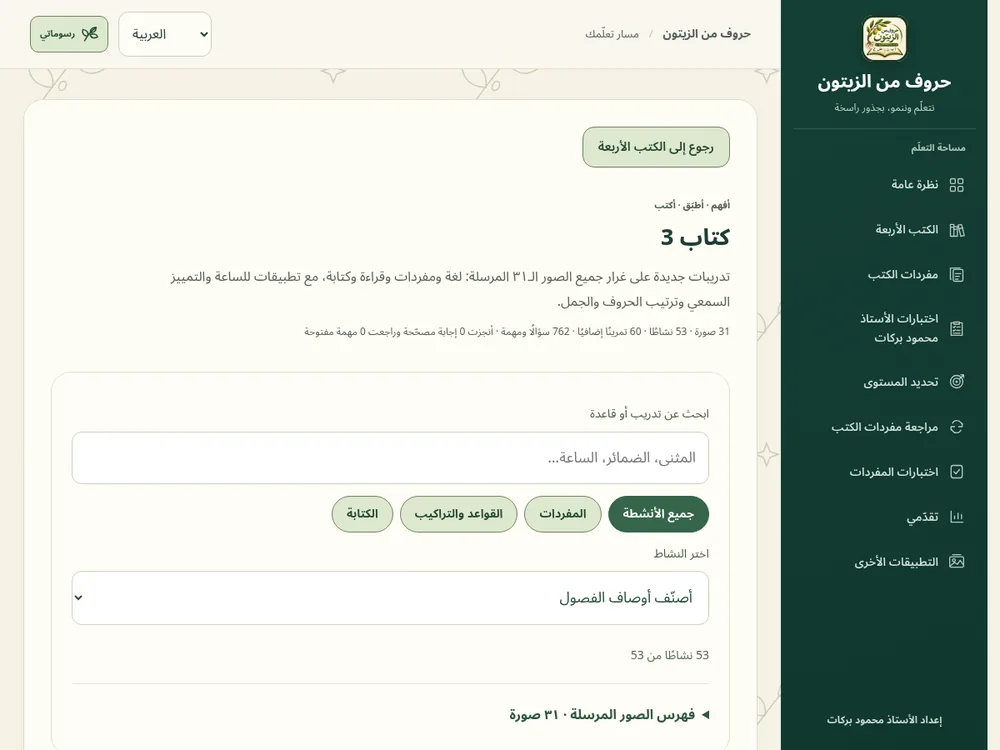 حروف من الزيتون
نتعلّم وننمو، بجذور راسخة
مساحة التعلّم
نظرة عامة
الكتب الأربعة
مفردات الكتب
اختبارات الأستاذ
محمود بركات
تحديد المستوى
مراجعة مفردات الكتب
اختبارات المفردات
تقدّمي
التطبيقات الأخرى
إعداد الأستاذ محمود بركات
حروف من الزيتون / مسار تعلّمك
العربية
رسوماتي
رجوع إلى الكتب الأربعة
أفهم · أطبّق · أكتب
كتاب 3
تدريبات جديدة على غرار جميع الصور الـ٣١ المرسلة: لغة ومفردات وقراءة وكتابة، مع تطبيقات للساعة والتمييز
السمعي وترتيب الحروف والجمل.
31 صورة · 53 نشاطًا · 60 تمرينًا إضافيًا · 762 سؤالًا ومهمة · أنجزت 0 إجابة مصحّحة وراجعت 0 مهمة مفتوحة
ابحث عن تدريب أو قاعدة
المثنى، الضمائر، الساعة...
جميع الأنشطة
المفردات
القواعد والتراكيب
الكتابة
اختر النشاط
أصنّف أوصاف الفصول
53 نشاطًا من 53
فهرس الصور المرسلة · ٣١ صورة